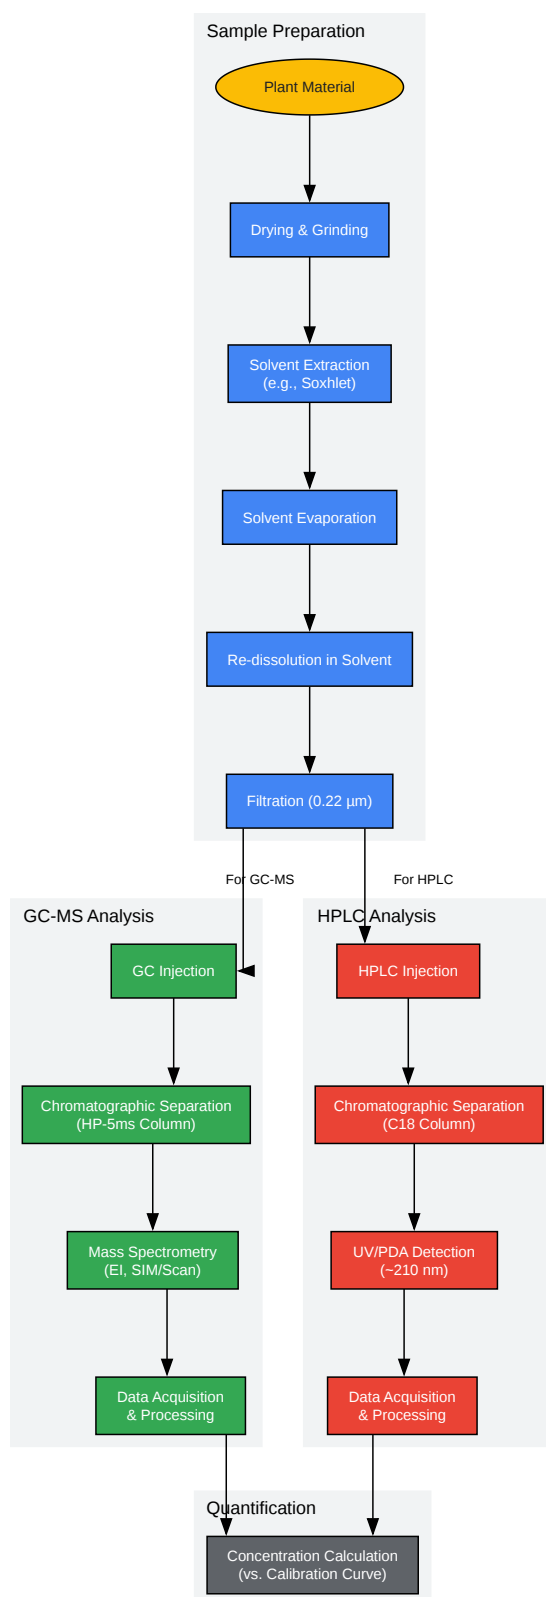 Sample Preparation
Plant Material
Drying & Grinding
Solvent Extraction
(e.g., Soxhlet)
Solvent Evaporation
Re-dissolution in Solvent
Filtration (0.22 µm)
For GC-MS
For HPLC
GC-MS Analysis
GC Injection
Chromatographic Separation
(HP-5ms Column)
Mass Spectrometry
(EI, SIM/Scan)
Data Acquisition
& Processing
HPLC Analysis
HPLC Injection
Chromatographic Separation
(C18 Column)
UV/PDA Detection
(~210 nm)
Data Acquisition
& Processing
Quantification
Concentration Calculation
(vs. Calibration Curve)